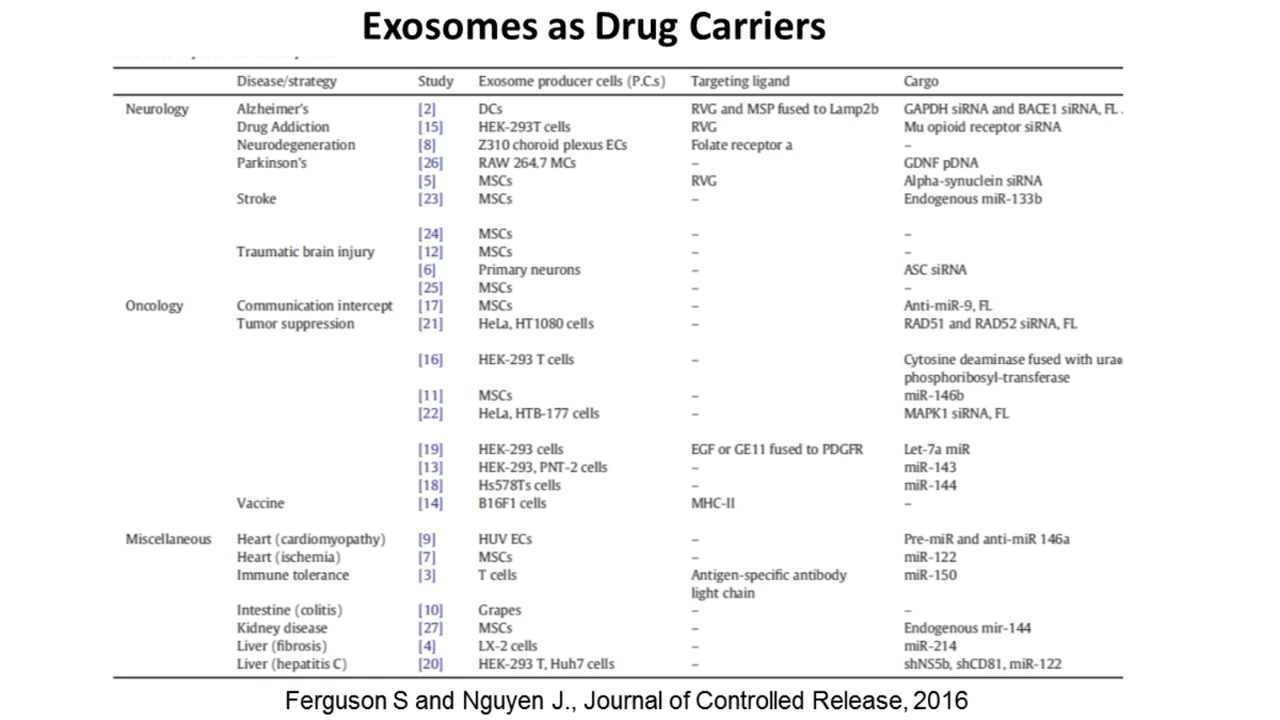 Exosomes as Drug Carriers
Disease/strategy Study Exosome producer cells (P.C.s) Targeting ligand Cargo
Neurology Alzheimer's [2] DCs RVG and MSP fused to Lamp2b GAPDH siRNA and BACE1 siRNA, FL
Drug Addiction [15] HEK-293T cells RVG Mu opioid receptor siRNA
Neurodegeneration [8] Z310 choroid plexus ECs Folate receptor a –
Parkinson's [26] RAW 264.7 MCs – GDNF pDNA
[5] MSCs RVG Alpha-synuclein siRNA
Stroke [23] MSCs – Endogenous miR-133b
[24] MSCs – –
Traumatic brain injury [12] MSCs – –
[6] Primary neurons – ASC siRNA
[25] MSCs – –
Oncology Communication intercept [17] MSCs – Anti-miR-9, FL
Tumor suppression [21] HeLa, HT1080 cells – RAD51 and RAD52 siRNA, FL
[16] HEK-293 T cells – Cytosine deaminase fused with
phosphoribosyl-transferase
[11] MSCs – miR-146b
[22] HeLa, HTB-177 cells – MAPK1 siRNA, FL
[19] HEK-293 cells EGF or GE11 fused to PDGFR Let-7a miR
[13] HEK-293, PNT-2 cells – miR-143
[18] Hs578Ts cells – miR-144
Vaccine [14] B16F1 cells MHC-II –
Miscellaneous Heart (cardiomyopathy) [9] HUV ECs – Pre-miR and anti-miR 146a
Heart (ischemia) [7] MSCs – miR-122
Immune tolerance [3] T cells Antigen-specific antibody miR-150
light chain
Intestine (colitis) [10] Grapes – –
Kidney disease [27] MSCs – Endogenous mir-144
Liver (fibrosis) [4] LX-2 cells – miR-214
Liver (hepatitis C) [20] HEK-293 T, Huh7 cells – shNS5b, shCD81, miR-122
Ferguson S and Nguyen J., Journal of Controlled Release, 2016